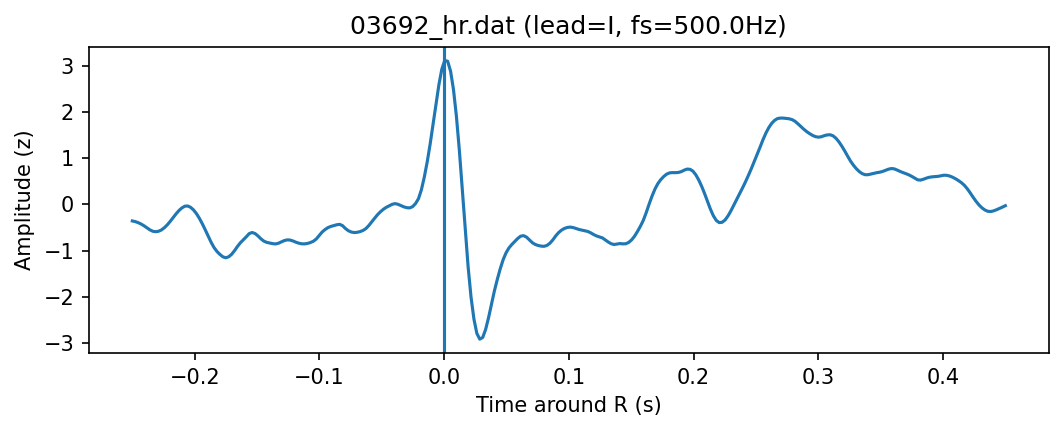 03692_hr.dat (lead=I, fs=500.0Hz)
3
2
1
0
−1
−2
−3
Amplitude (z)
−0.2 −0.1 0.0 0.1 0.2 0.3 0.4
Time around R (s)